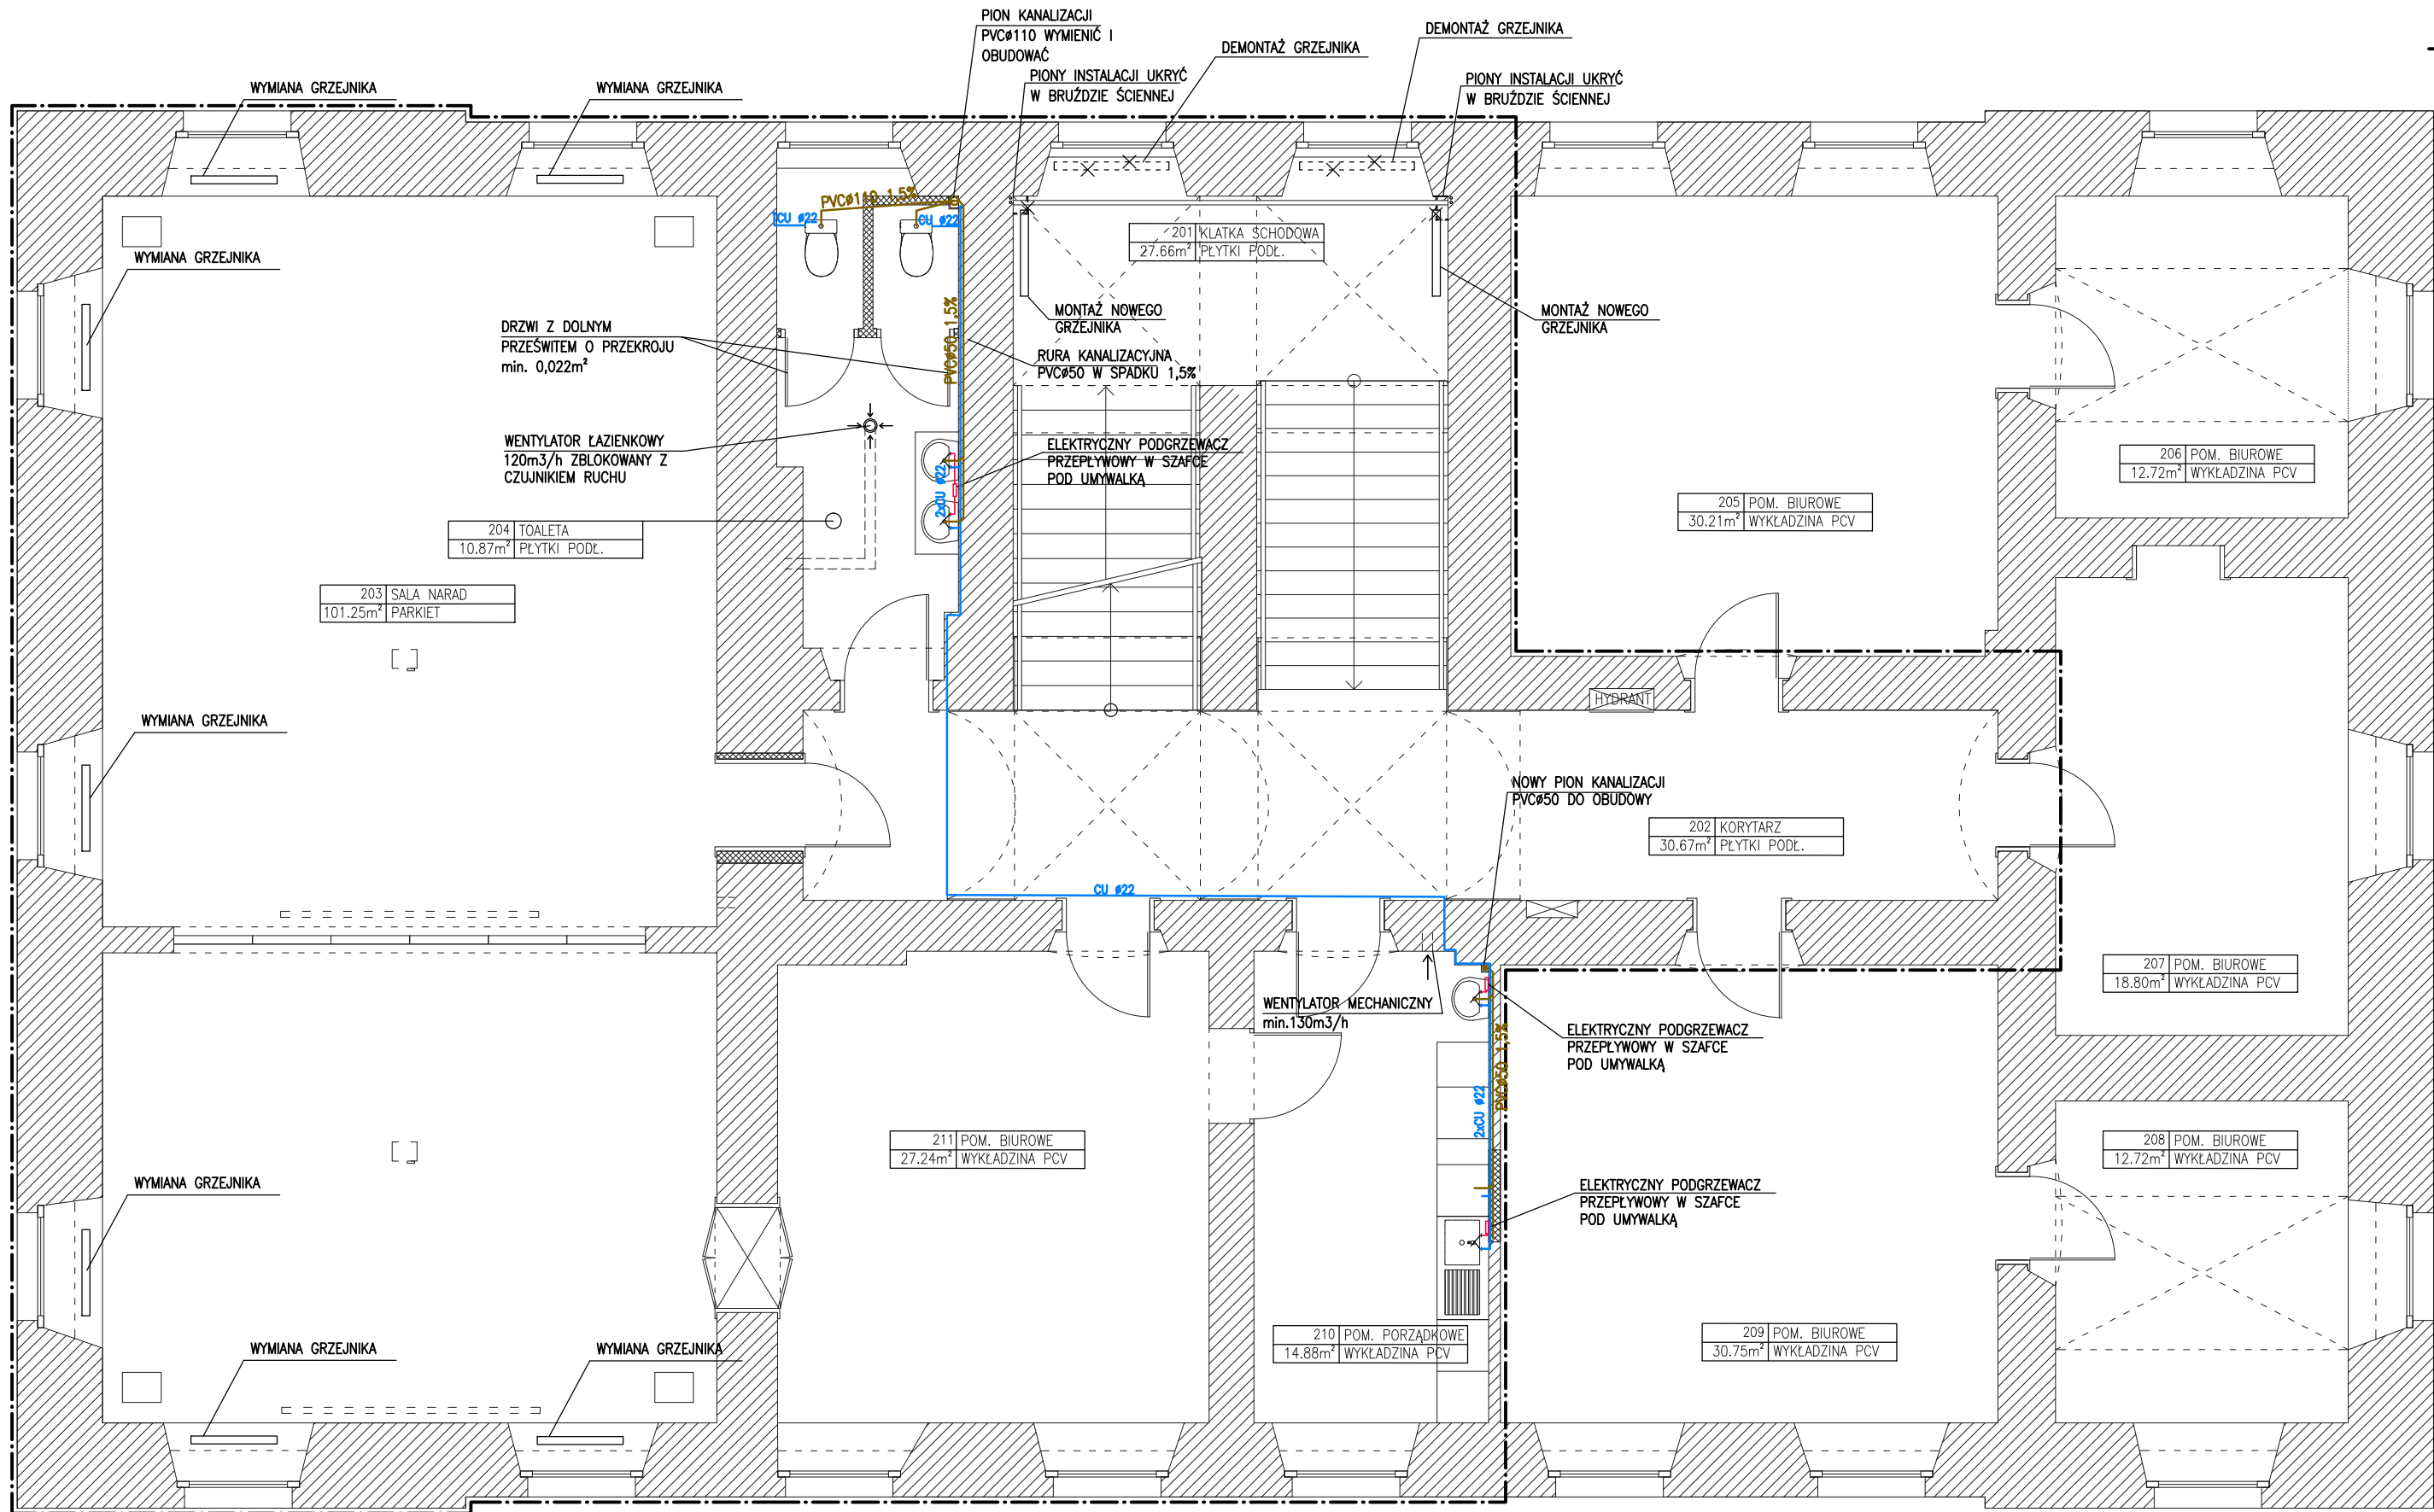 PION KANALIZACJI
PVCø110 WYMIENIĆ I
OBUDOWAĆ
DEMONTAŻ GRZEJNIKA
DEMONTAŻ GRZEJNIKA
PIONY INSTALACJI UKRYĆ
W BRUŹDZIE ŚCIENNEJ
PIONY INSTALACJI UKRYĆ
W BRUŹDZIE ŚCIENNEJ
WYMIANA GRZEJNIKA
WYMIANA GRZEJNIKA
PVCø110 1,5%
CU ø22
CU ø22
201 KLATKA SCHODOWA
27.66m² PŁYTKI PODŁ.
WYMIANA GRZEJNIKA
MONTAŻ NOWEGO
GRZEJNIKA
MONTAŻ NOWEGO
GRZEJNIKA
DRZWI Z DOLNYM
PRZEŚWITEM O PRZEKROJU
min. 0,022m²
PVCø50 1,5%
RURA KANALIZACYJNA
PVCø50 W SPADKU 1,5%
WENTYLATOR ŁAZIENKOWY
120m3/h ZBLOKOWANY Z
CZUJNIKIEM RUCHU
ELEKTRYCZNY PODGRZEWACZ
PRZEPŁYWOWY W SZAFCE
POD UMYWALKĄ
2xCU ø22
206 POM. BIUROWE
12.72m² WYKŁADZINA PCV
205 POM. BIUROWE
30.21m² WYKŁADZINA PCV
204 TOALETA
10.87m² PŁYTKI PODŁ.
203 SALA NARAD
101.25m² PARKIET
HYDRANT
WYMIANA GRZEJNIKA
NOWY PION KANALIZACJI
PVCø50 DO OBUDOWY
202 KORYTARZ
30.67m² PŁYTKI PODŁ.
CU ø22
207 POM. BIUROWE
18.80m² WYKŁADZINA PCV
WENTYLATOR MECHANICZNY
min.130m3/h
ELEKTRYCZNY PODGRZEWACZ
PRZEPŁYWOWY W SZAFCE
POD UMYWALKĄ
PVCø50 1,5%
2xCU ø22
211 POM. BIUROWE
27.24m² WYKŁADZINA PCV
208 POM. BIUROWE
12.72m² WYKŁADZINA PCV
WYMIANA GRZEJNIKA
ELEKTRYCZNY PODGRZEWACZ
PRZEPŁYWOWY W SZAFCE
POD UMYWALKĄ
210 POM. PORZĄDKOWE
14.88m² WYKŁADZINA PCV
209 POM. BIUROWE
30.75m² WYKŁADZINA PCV
WYMIANA GRZEJNIKA
WYMIANA GRZEJNIKA